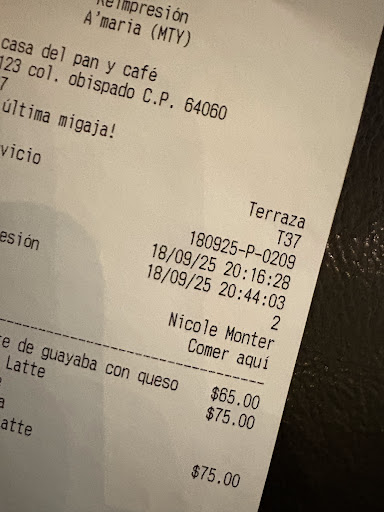 Reimpresión
A'maria (MTY)
casa del pan y café
123 col. obispado C.P. 64060
7
última migaja!
vicio
Terraza
T37
180925-P-0209
18/09/25 20:16:28
esión 18/09/25 20:44:03
2
Nicole Monter
Comer aquí
te de guayaba con queso $65.00
Latte $75.00
a
atte $75.00